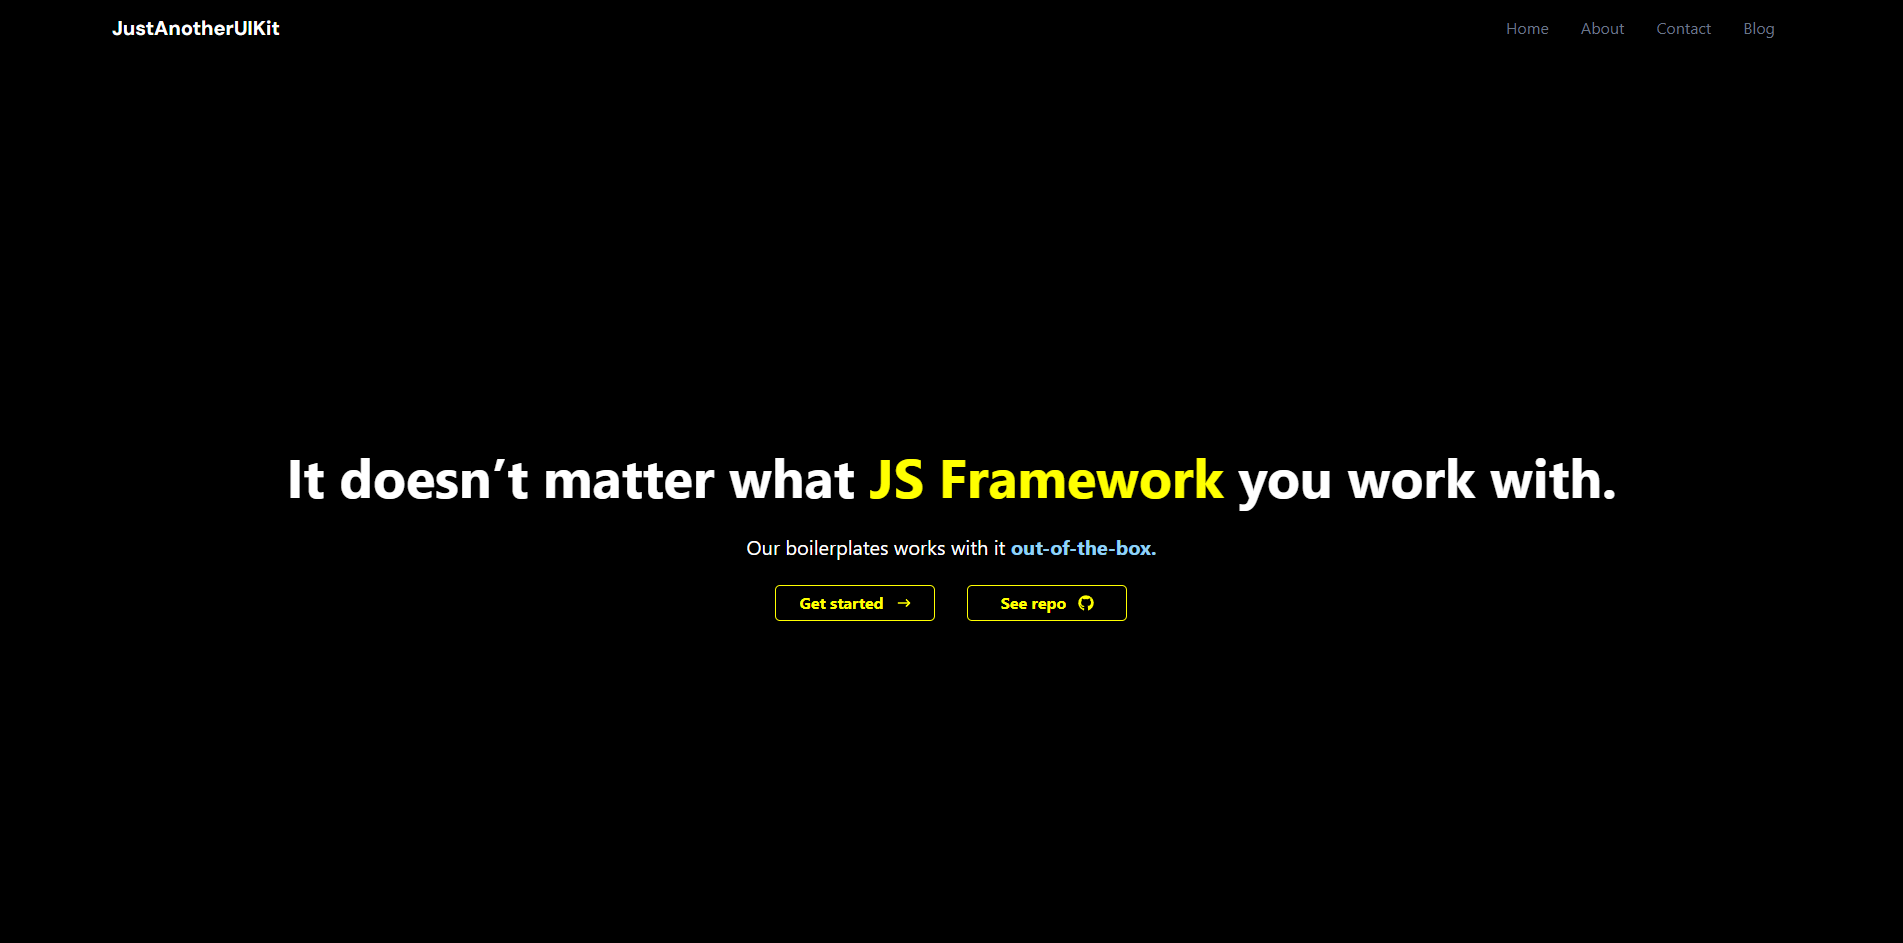 JustAnotherUIKit
Home About Contact Blog
It doesn’t matter what JS Framework you work with.
Our boilerplates works with it out-of-the-box.
Get started →
See repo